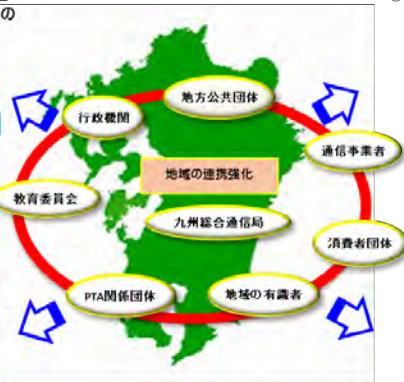 の
地方公共団体
行政機関
通信事業者
地域の連携強化
教育委員会
九州総合通信局
消費者団体
PTA関係団体
地域の有識者